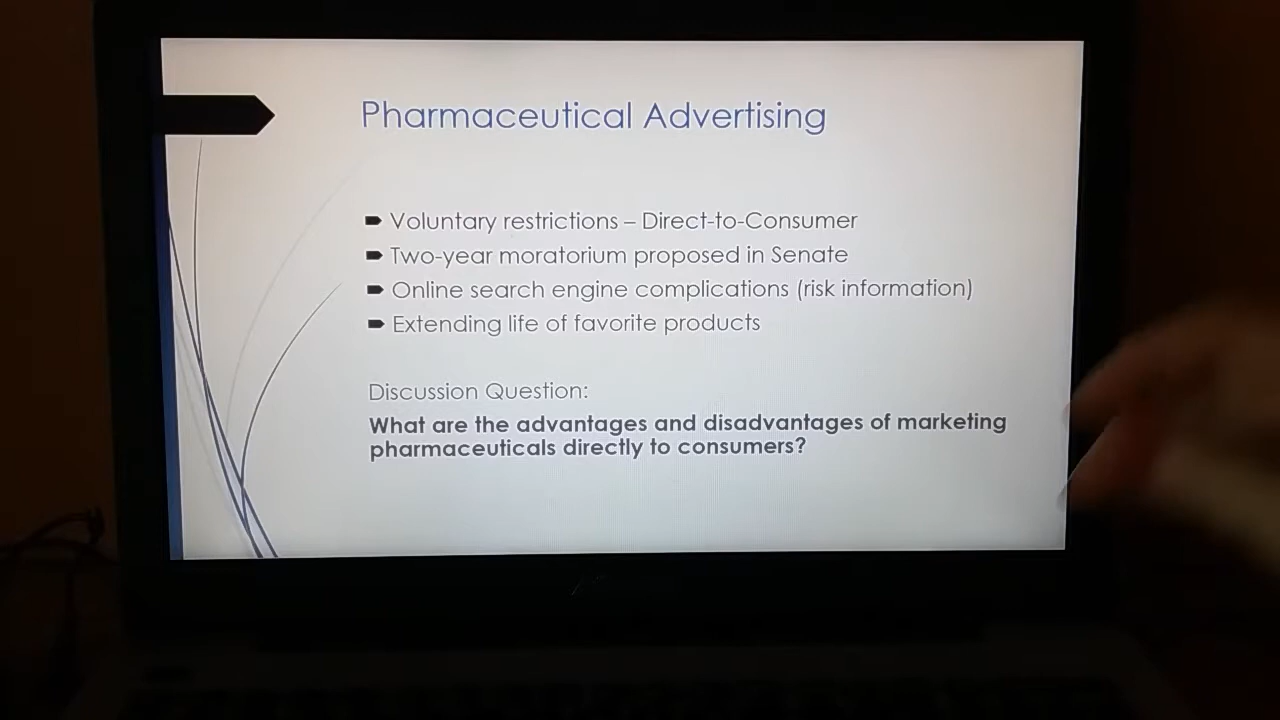 Pharmaceutical Advertising
Voluntary restrictions – Direct-to-Consumer
Two-year moratorium proposed in Senate
Online search engine complications (risk information)
Extending life of favorite products
Discussion Question:
What are the advantages and disadvantages of marketing
pharmaceuticals directly to consumers?